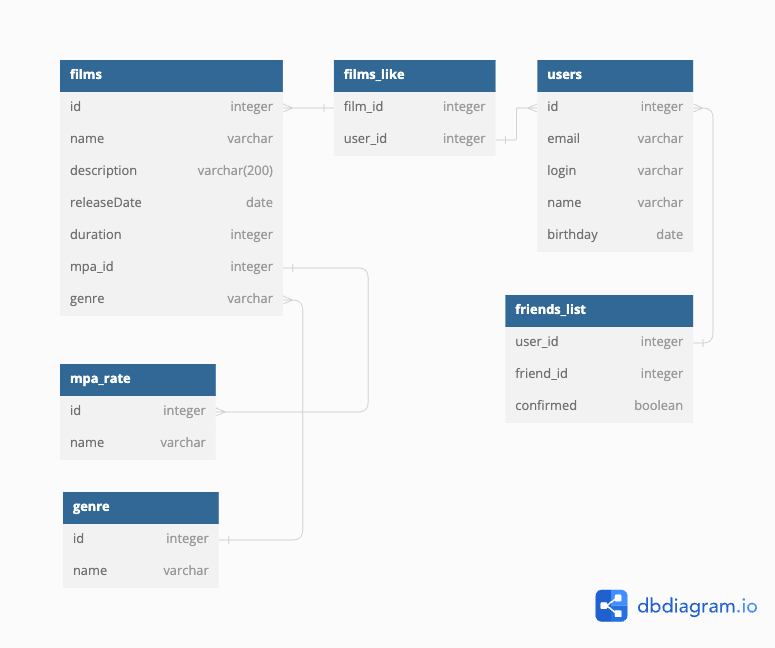 films
id integer
name varchar
description varchar(200)
releaseDate date
duration integer
mpa_id integer
genre varchar
films_like
film_id integer
user_id integer
users
id integer
email varchar
login varchar
name varchar
birthday date
friends_list
user_id integer
friend_id integer
confirmed boolean
mpa_rate
id integer
name varchar
genre
id integer
name varchar
dbdiagram.io